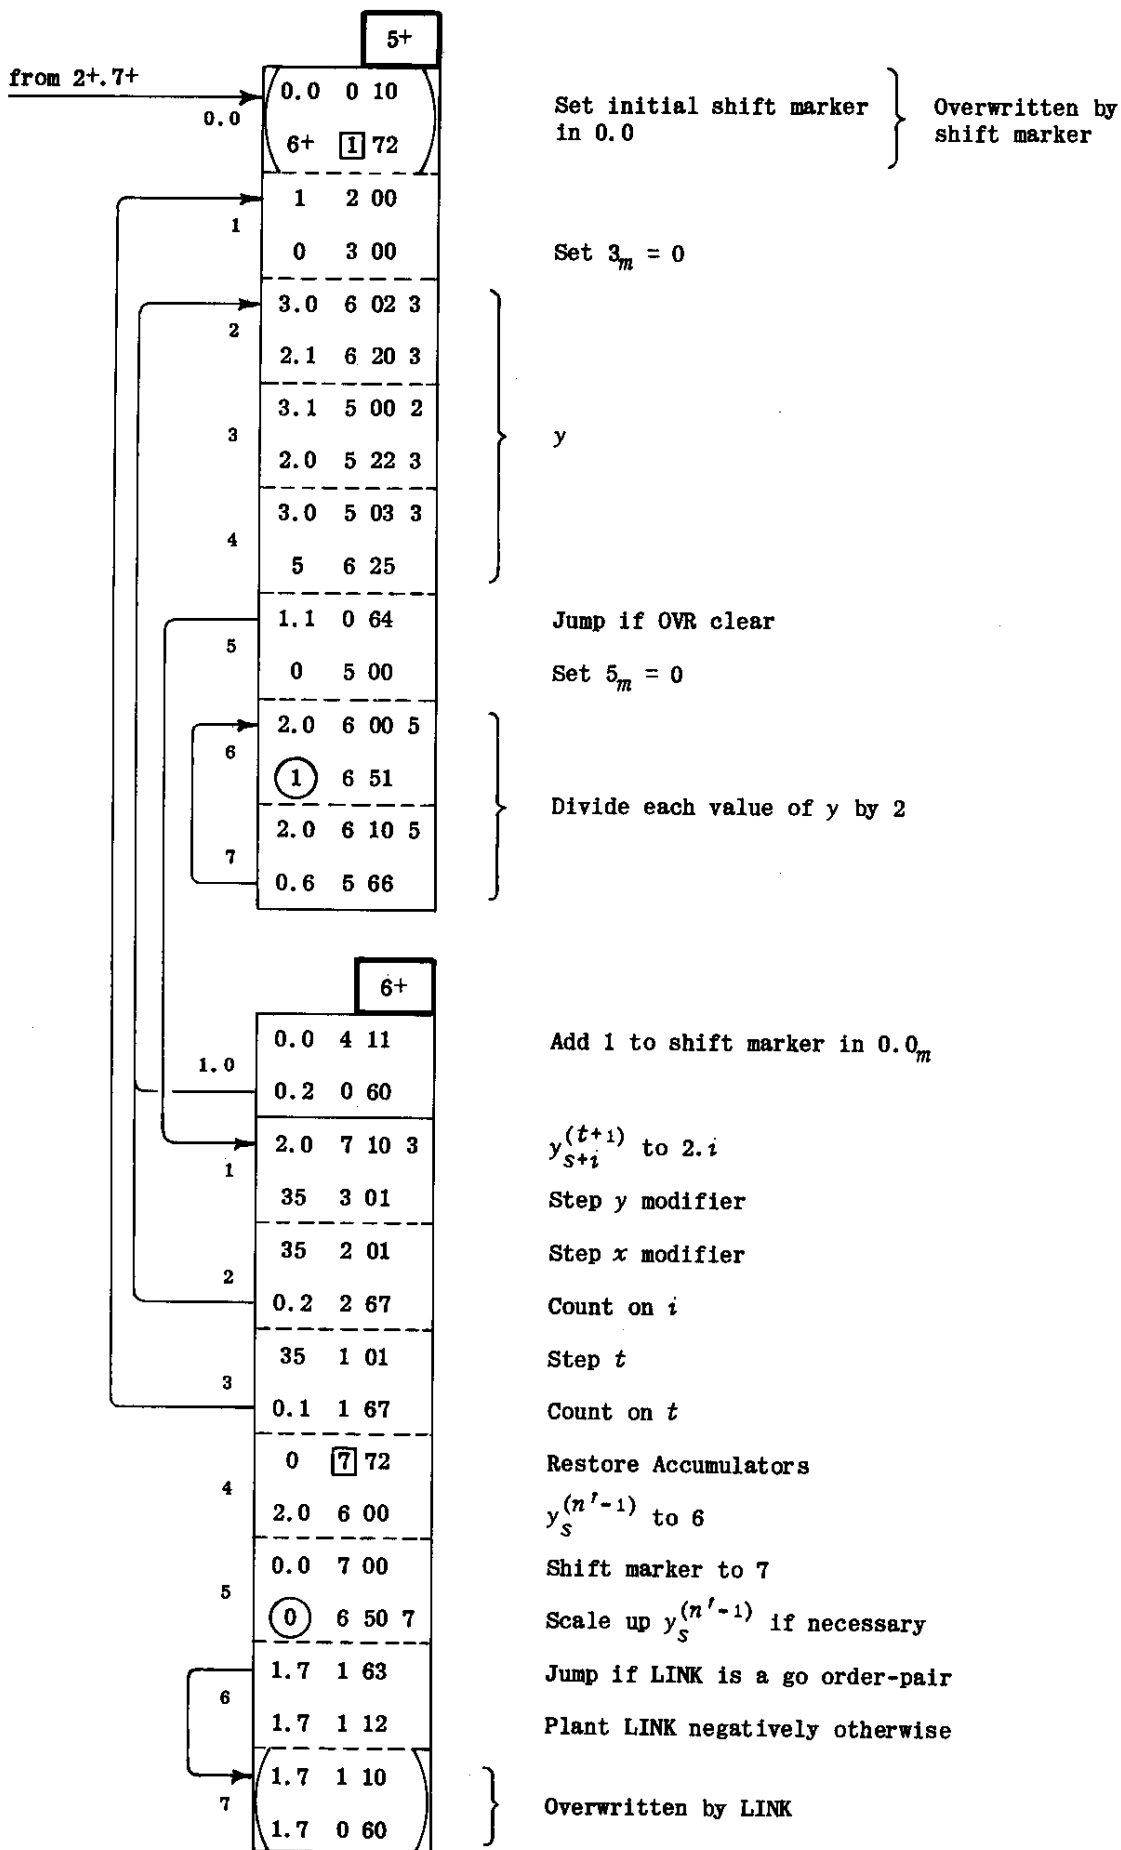 5+
from 2+.7+
0.0 0 10
0.0
Set initial shift marker
in 0.0
Overwritten by
shift marker
6+ 1 72
1 2 00
1
0 3 00
Set 3m = 0
3.0 6 02 3
2
2.1 6 20 3
3.1 5 00 2
3
y
2.0 5 22 3
3.0 5 03 3
4
5 6 25
1.1 0 64
Jump if OVR clear
5
0 5 00
Set 5m = 0
2.0 6 00 5
6
1 6 51
Divide each value of y by 2
2.0 6 10 5
7
0.6 5 66
6+
0.0 4 11
Add 1 to shift marker in 0.0m
1.0
0.2 0 60
2.0 7 10 3
y_{s+i}^{(t+1)} to 2.i
1
35 3 01
Step y modifier
35 2 01
Step x modifier
2
0.2 2 67
Count on i
35 1 01
Step t
3
0.1 1 67
Count on t
0 7 72
Restore Accumulators
4
2.0 6 00
y_s^{(n'-1)} to 6
0.0 7 00
Shift marker to 7
5
0 6 50 7
Scale up y_s^{(n'-1)} if necessary
1.7 1 63
Jump if LINK is a go order-pair
6
1.7 1 12
Plant LINK negatively otherwise
1.7 1 10
7
Overwritten by LINK
1.7 0 60